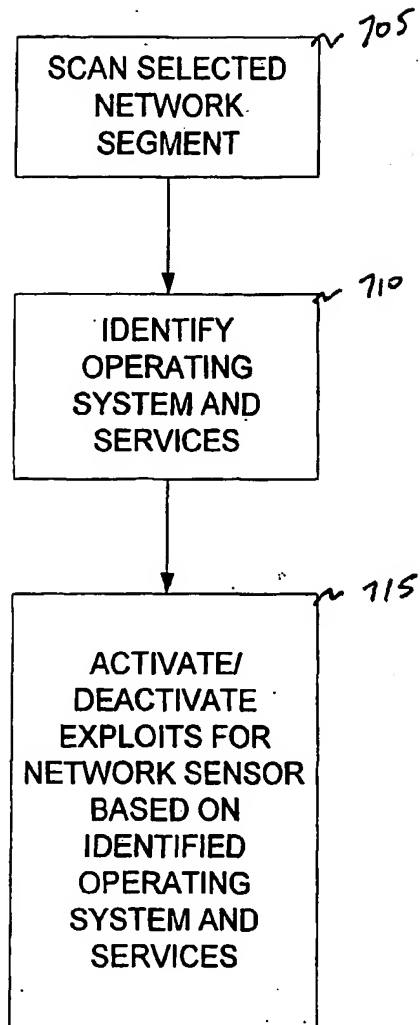 705
SCAN SELECTED
NETWORK
SEGMENT
710
IDENTIFY
OPERATING
SYSTEM AND
SERVICES
715
ACTIVATE/
DEACTIVATE
EXPLOITS FOR
NETWORK SENSOR
BASED ON
IDENTIFIED
OPERATING
SYSTEM AND
SERVICES